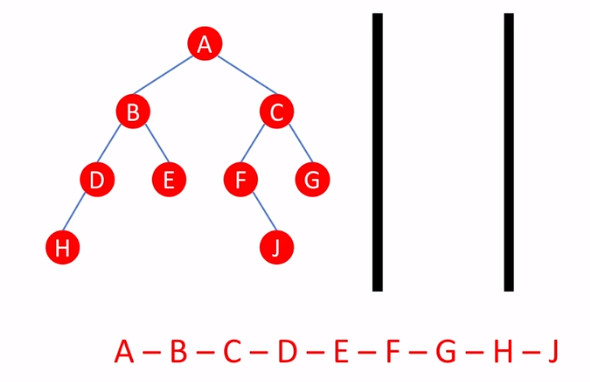 A
B C
D E F G
H J
A – B – C – D – E – F – G – H – J